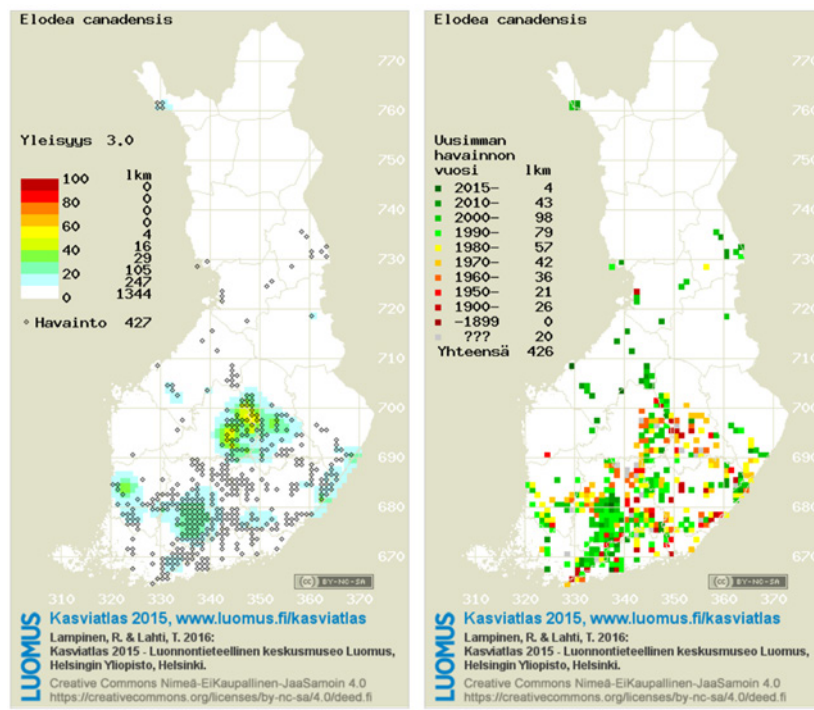 Elodea canadensis
770
760
Yleisyys 3.0
750
lkm
100 0
0
80 0
0
60 4
16
40 29
105
20 247
0 1344
740
730
720
Havainto 427
710
700
690
680
670
(cc) BY-NC-SA
310 320 330 340 350 360 370
LUOMUS
Kasviatlas 2015, www.luomus.fi/kasviatlas
Lampinen, R. & Lahti, T. 2016:
Kasviatlas 2015 - Luonnontieteellinen keskusmuseo Luomus,
Helsingin Yliopisto, Helsinki.
Creative Commons Nimeä-EiKaupallinen-JaaSamoin 4.0
https://creativecommons.org/licenses/by-nc-sa/4.0/deed.fi
Elodea canadensis
770
760
Uusimman
havainnon
vuosi lkm
2015- 4
2010- 43
2000- 98
1990- 79
1980- 57
1970- 42
1960- 36
1950- 21
1900- 26
-1899 0
??? 20
Yhteensä 426
750
740
730
720
710
700
690
680
670
(cc) BY-NC-SA
310 320 330 340 350 360 370
LUOMUS
Kasviatlas 2015, www.luomus.fi/kasviatlas
Lampinen, R. & Lahti, T. 2016:
Kasviatlas 2015 - Luonnontieteellinen keskusmuseo Luomus,
Helsingin Yliopisto, Helsinki.
Creative Commons Nimeä-EiKaupallinen-JaaSamoin 4.0
https://creativecommons.org/licenses/by-nc-sa/4.0/deed.fi